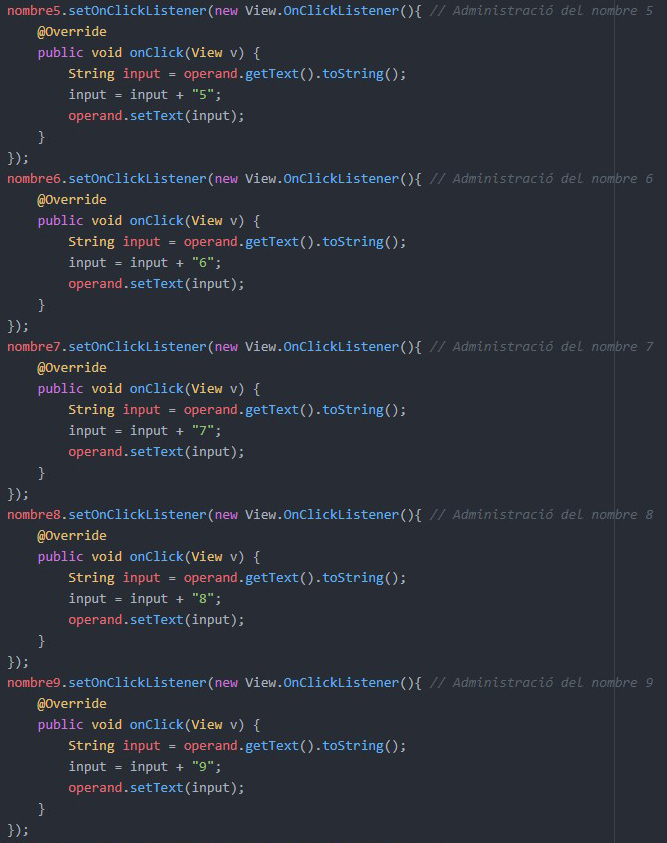 nombre5.setOnClickListener(new View.OnClickListener(){ // Administració del nombre 5
    @Override
    public void onClick(View v) {
        String input = operand.getText().toString();
        input = input + "5";
        operand.setText(input);
    }
});
nombre6.setOnClickListener(new View.OnClickListener(){ // Administració del nombre 6
    @Override
    public void onClick(View v) {
        String input = operand.getText().toString();
        input = input + "6";
        operand.setText(input);
    }
});
nombre7.setOnClickListener(new View.OnClickListener(){ // Administració del nombre 7
    @Override
    public void onClick(View v) {
        String input = operand.getText().toString();
        input = input + "7";
        operand.setText(input);
    }
});
nombre8.setOnClickListener(new View.OnClickListener(){ // Administració del nombre 8
    @Override
    public void onClick(View v) {
        String input = operand.getText().toString();
        input = input + "8";
        operand.setText(input);
    }
});
nombre9.setOnClickListener(new View.OnClickListener(){ // Administració del nombre 9
    @Override
    public void onClick(View v) {
        String input = operand.getText().toString();
        input = input + "9";
        operand.setText(input);
    }
});